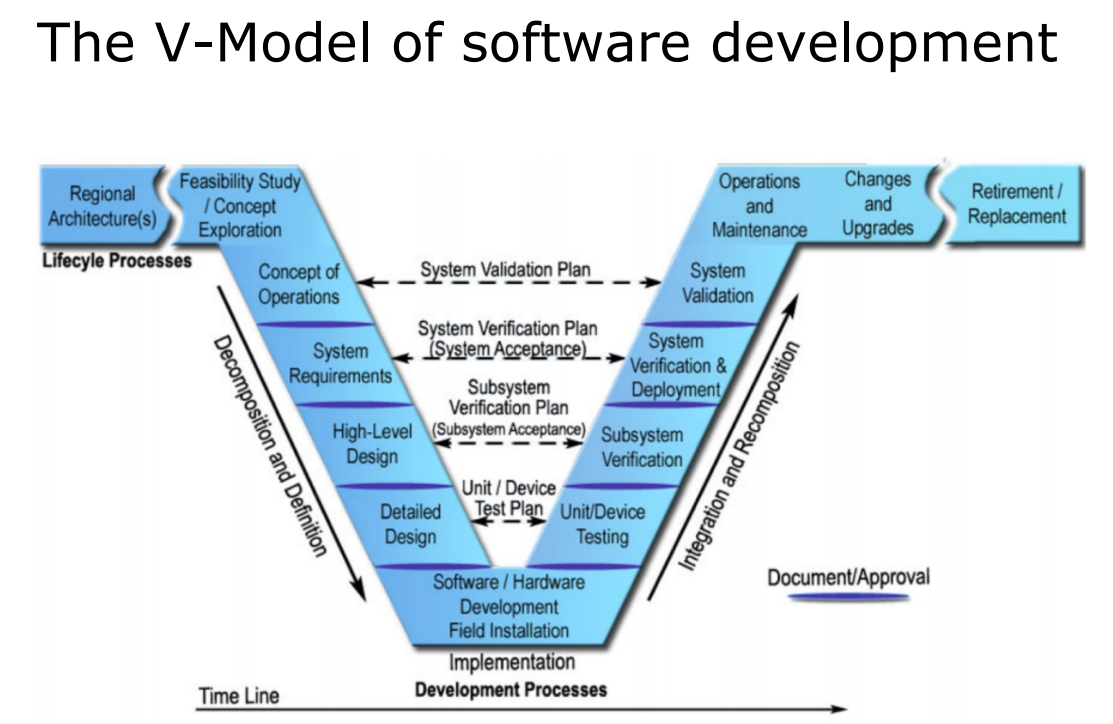 The V-Model of software development
Regional
Architecture(s)
Feasibility Study
/ Concept
Exploration
Operations
and
Maintenance
Changes
and
Upgrades
Retirement /
Replacement
Lifecyle Processes
Concept of
Operations
System Validation Plan
System
Validation
System
Requirements
System Verification Plan
(System Acceptance)
System
Verification &
Deployment
High-Level
Design
Subsystem
Verification Plan
(Subsystem Acceptance)
Subsystem
Verification
Detailed
Design
Unit / Device
Test Plan
Unit/Device
Testing
Decomposition and Definition
Integration and Recomposition
Software / Hardware
Development
Field Installation
Document/Approval
Implementation
Development Processes
Time Line